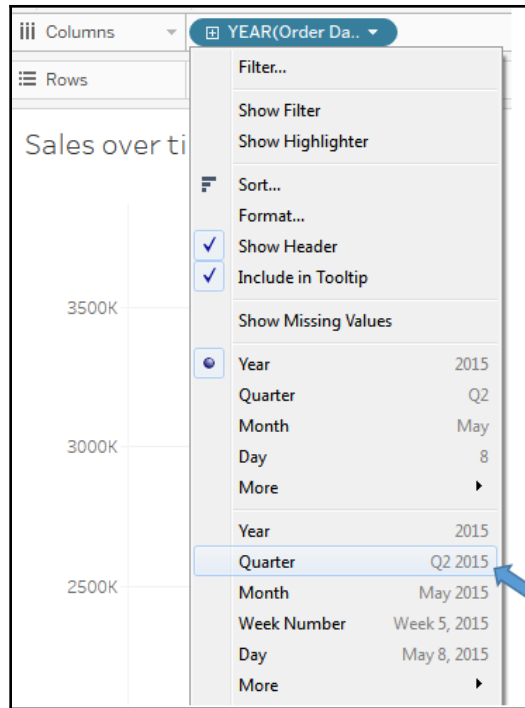 Columns
YEAR(Order Da..
Rows
Sales over ti
Filter...
Show Filter
Show Highlighter
Sort...
Format...
Show Header
Include in Tooltip
Show Missing Values
Year 2015
Quarter Q2
Month May
Day 8
More
Year 2015
Quarter Q2 2015
Month May 2015
Week Number Week 5, 2015
Day May 8, 2015
More
3500K
3000K
2500K